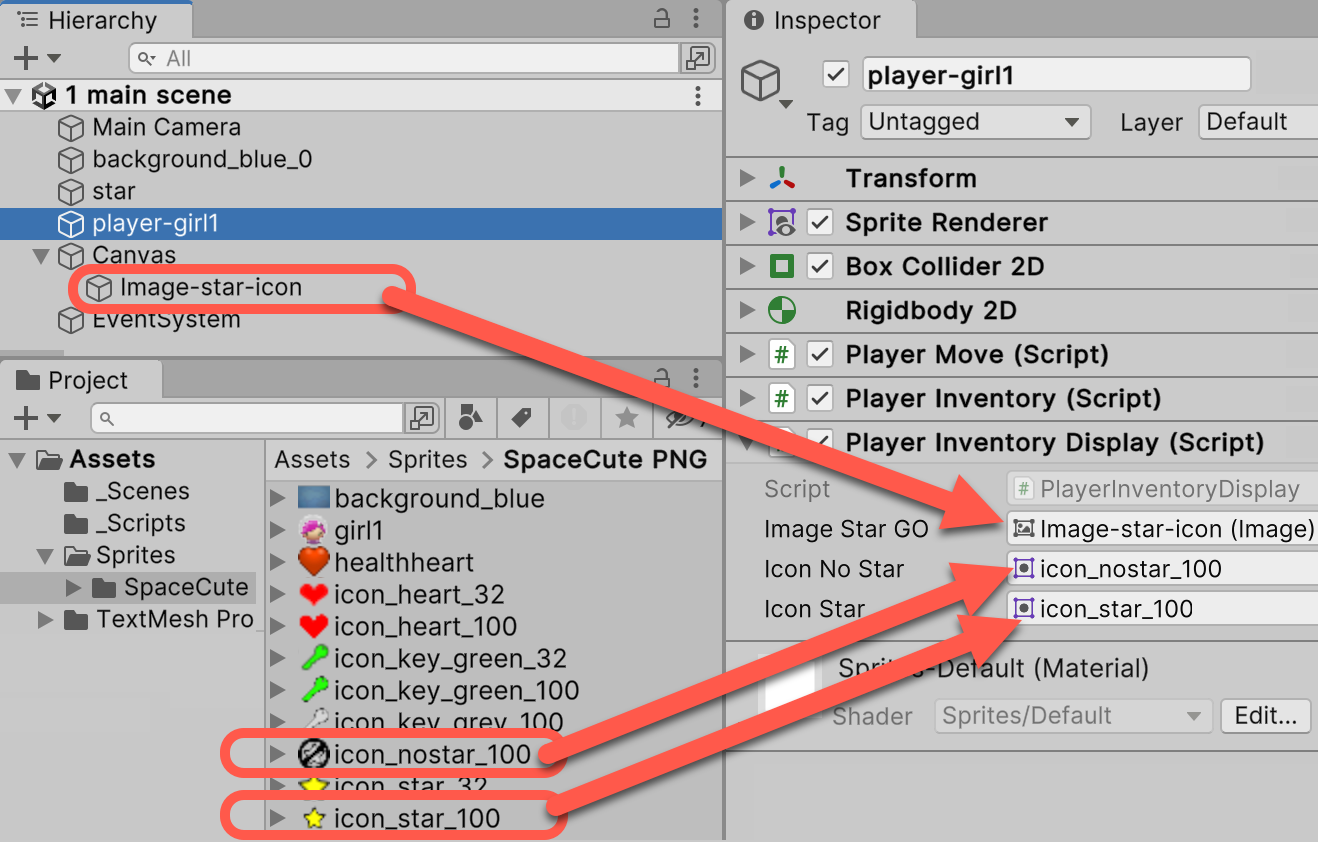 Hierarchy
All
1 main scene
Main Camera
background_blue_0
star
player-girl1
Canvas
Image-star-icon
EventSystem
Project
Assets
_Scenes
_Scripts
Sprites
SpaceCute
TextMesh Pro
Assets > Sprites > SpaceCute PNG
background_blue
girl1
healthheart
icon_heart_32
icon_heart_100
icon_key_green_32
icon_key_green_100
icon_key_grey_100
icon_nostar_100
icon_star_32
icon_star_100
Inspector
player-girl1
Tag Untagged Layer Default
Transform
Sprite Renderer
Box Collider 2D
Rigidbody 2D
# Player Move (Script)
# Player Inventory (Script)
Player Inventory Display (Script)
Script # PlayerInventoryDisplay
Image Star GO Image-star-icon (Image)
Icon No Star icon_nostar_100
Icon Star icon_star_100
Sprites-Default (Material)
Shader Sprites/Default Edit...